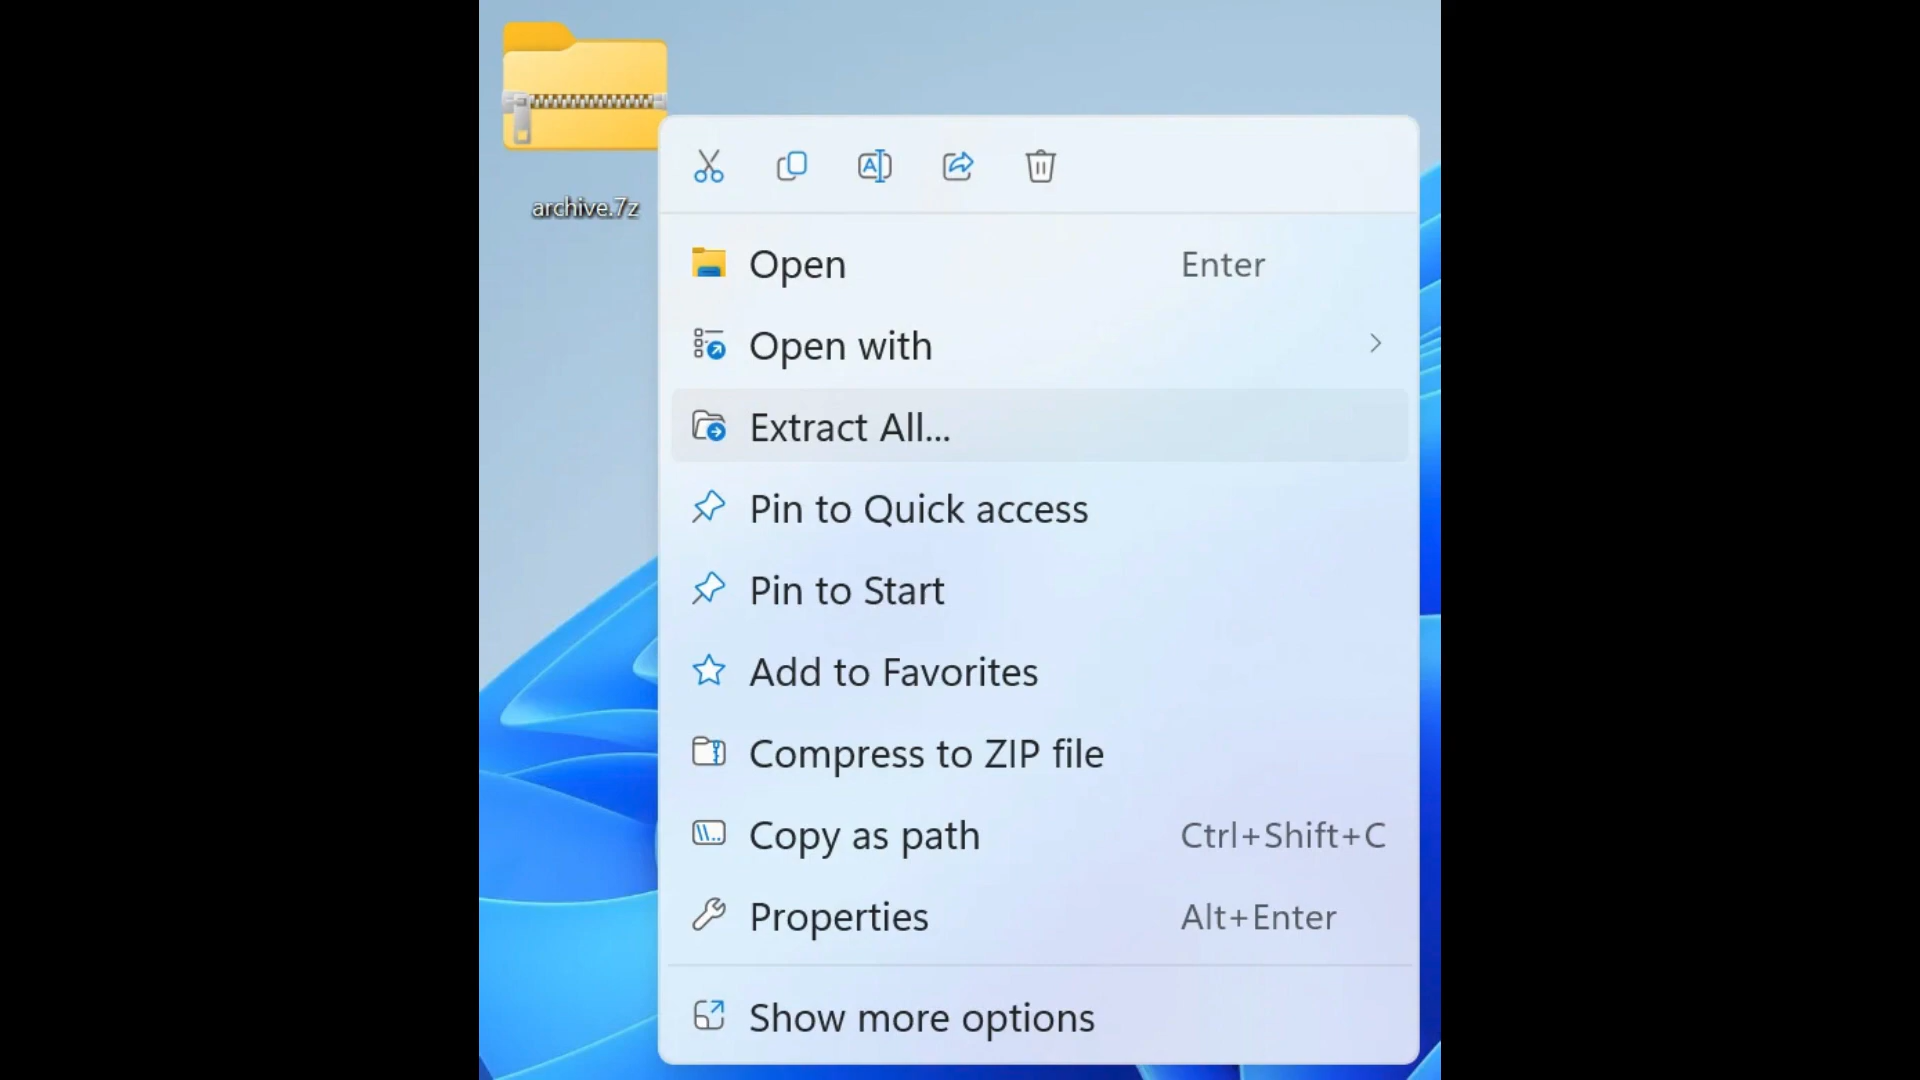 archive.7z
Open Enter
Open with
Extract All...
Pin to Quick access
Pin to Start
Add to Favorites
Compress to ZIP file
Copy as path Ctrl+Shift+C
Properties Alt+Enter
Show more options